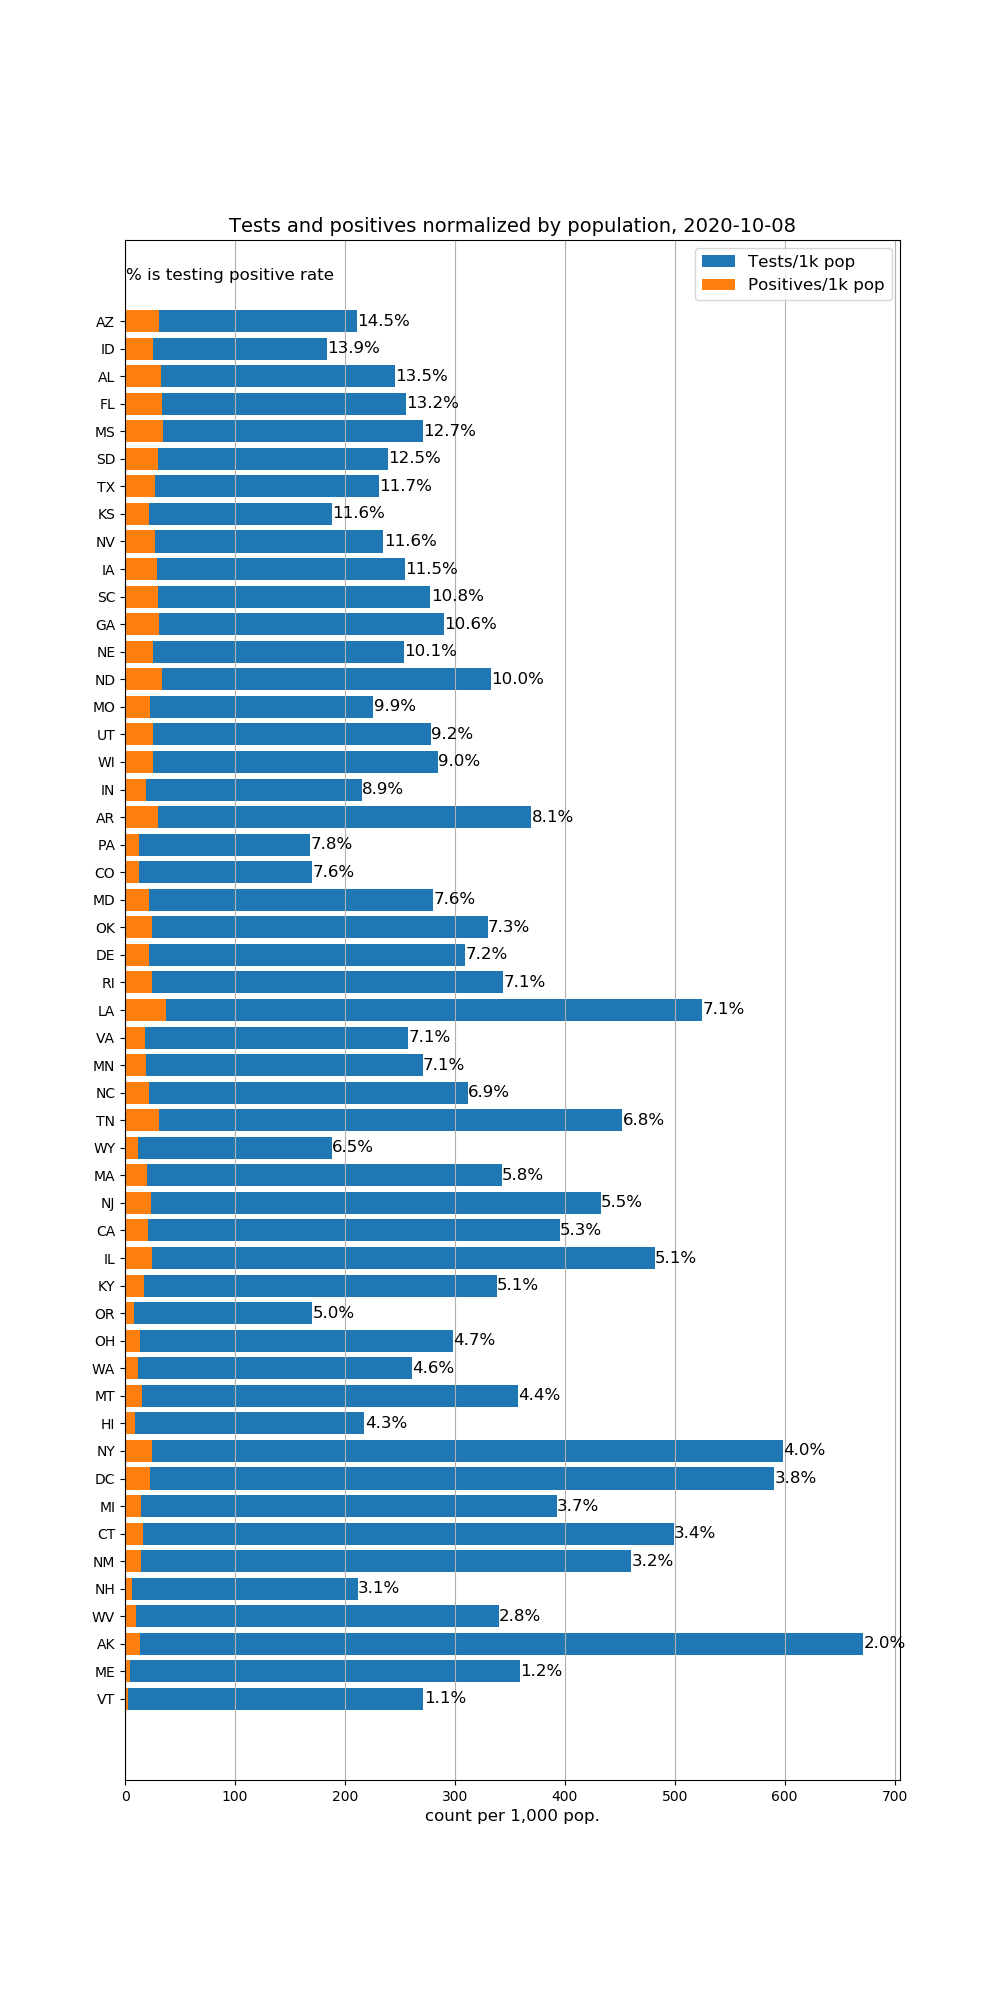 Tests and positives normalized by population, 2020-10-08
% is testing positive rate
Tests/1k pop
Positives/1k pop
AZ 14.5%
ID 13.9%
AL 13.5%
FL 13.2%
MS 12.7%
SD 12.5%
TX 11.7%
KS 11.6%
NV 11.6%
IA 11.5%
SC 10.8%
GA 10.6%
NE 10.1%
ND 10.0%
MO 9.9%
UT 9.2%
WI 9.0%
IN 8.9%
AR 8.1%
PA 7.8%
CO 7.6%
MD 7.6%
OK 7.3%
DE 7.2%
RI 7.1%
LA 7.1%
VA 7.1%
MN 7.1%
NC 6.9%
TN 6.8%
WY 6.5%
MA 5.8%
NJ 5.5%
CA 5.3%
IL 5.1%
KY 5.1%
OR 5.0%
OH 4.7%
WA 4.6%
MT 4.4%
HI 4.3%
NY 4.0%
DC 3.8%
MI 3.7%
CT 3.4%
NM 3.2%
NH 3.1%
WV 2.8%
AK 2.0%
ME 1.2%
VT 1.1%
0 100 200 300 400 500 600 700
count per 1,000 pop.